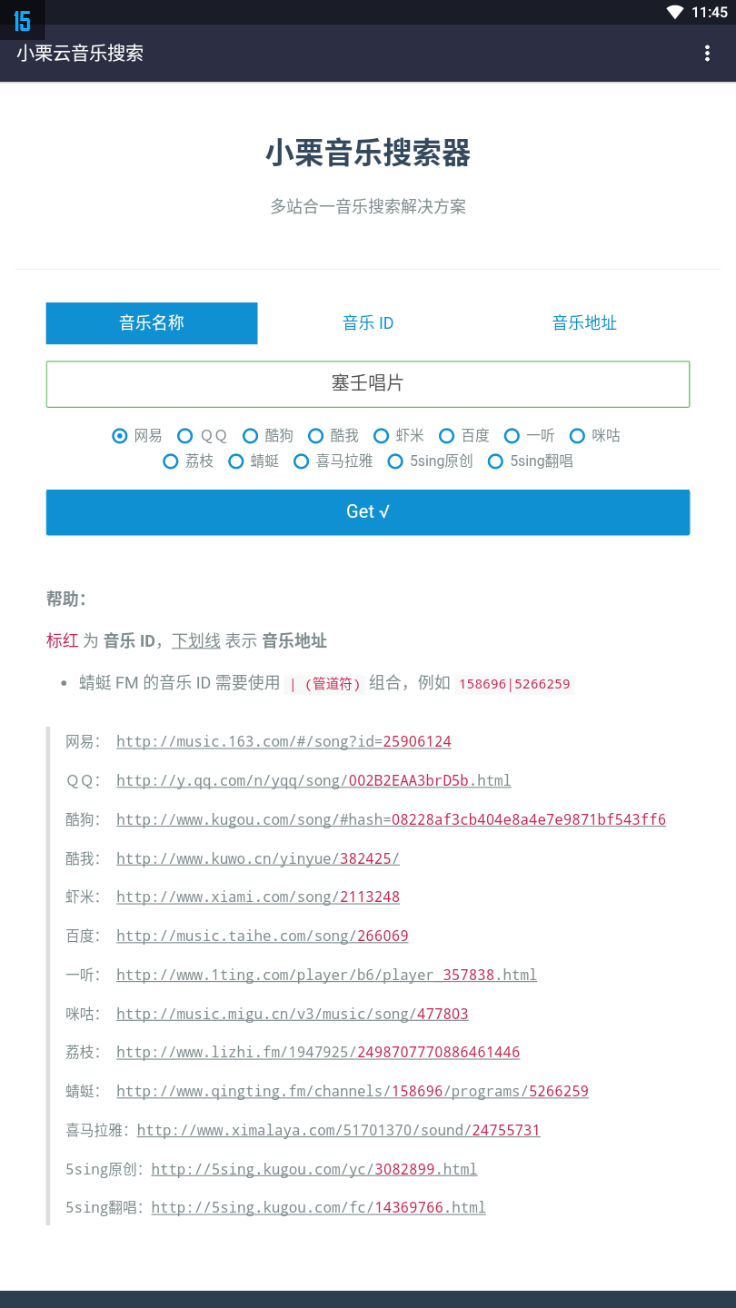 15
11:45
小栗云音乐搜索
小栗音乐搜索器
多站合一音乐搜索解决方案
音乐名称 音乐 ID 音乐地址
塞壬唱片
网易 ＱＱ 酷狗 酷我 虾米 百度 一听 咪咕
荔枝 蜻蜓 喜马拉雅 5sing原创 5sing翻唱
Get √
帮助：
标红 为 音乐 ID，下划线 表示 音乐地址
• 蜻蜓 FM 的音乐 ID 需要使用 | (管道符) 组合，例如 158696|5266259
网易： http://music.163.com/#/song?id=25906124
ＱＱ： http://y.qq.com/n/yqq/song/002B2EAA3brD5b.html
酷狗： http://www.kugou.com/song/#hash=08228af3cb404e8a4e7e9871bf543ff6
酷我： http://www.kuwo.cn/yinyue/382425/
虾米： http://www.xiami.com/song/2113248
百度： http://music.taihe.com/song/266069
一听： http://www.1ting.com/player/b6/player_357838.html
咪咕： http://music.migu.cn/v3/music/song/477803
荔枝： http://www.lizhi.fm/1947925/2498707770886461446
蜻蜓： http://www.qingting.fm/channels/158696/programs/5266259
喜马拉雅：http://www.ximalaya.com/51701370/sound/24755731
5sing原创：http://5sing.kugou.com/yc/3082899.html
5sing翻唱：http://5sing.kugou.com/fc/14369766.html